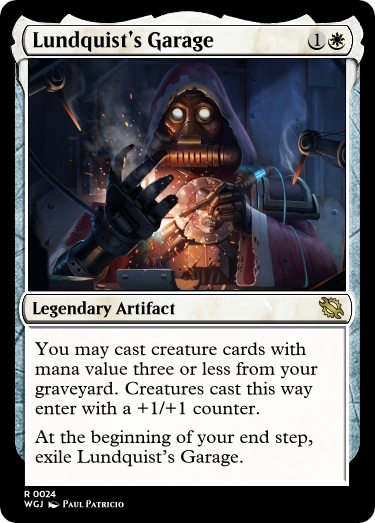 Lundquist's Garage 1
Legendary Artifact
You may cast creature cards with
mana value three or less from your
graveyard. Creatures cast this way
enter with a +1/+1 counter.
At the beginning of your end step,
exile Lundquist's Garage.
R 0024
WGJ Paul Patricio